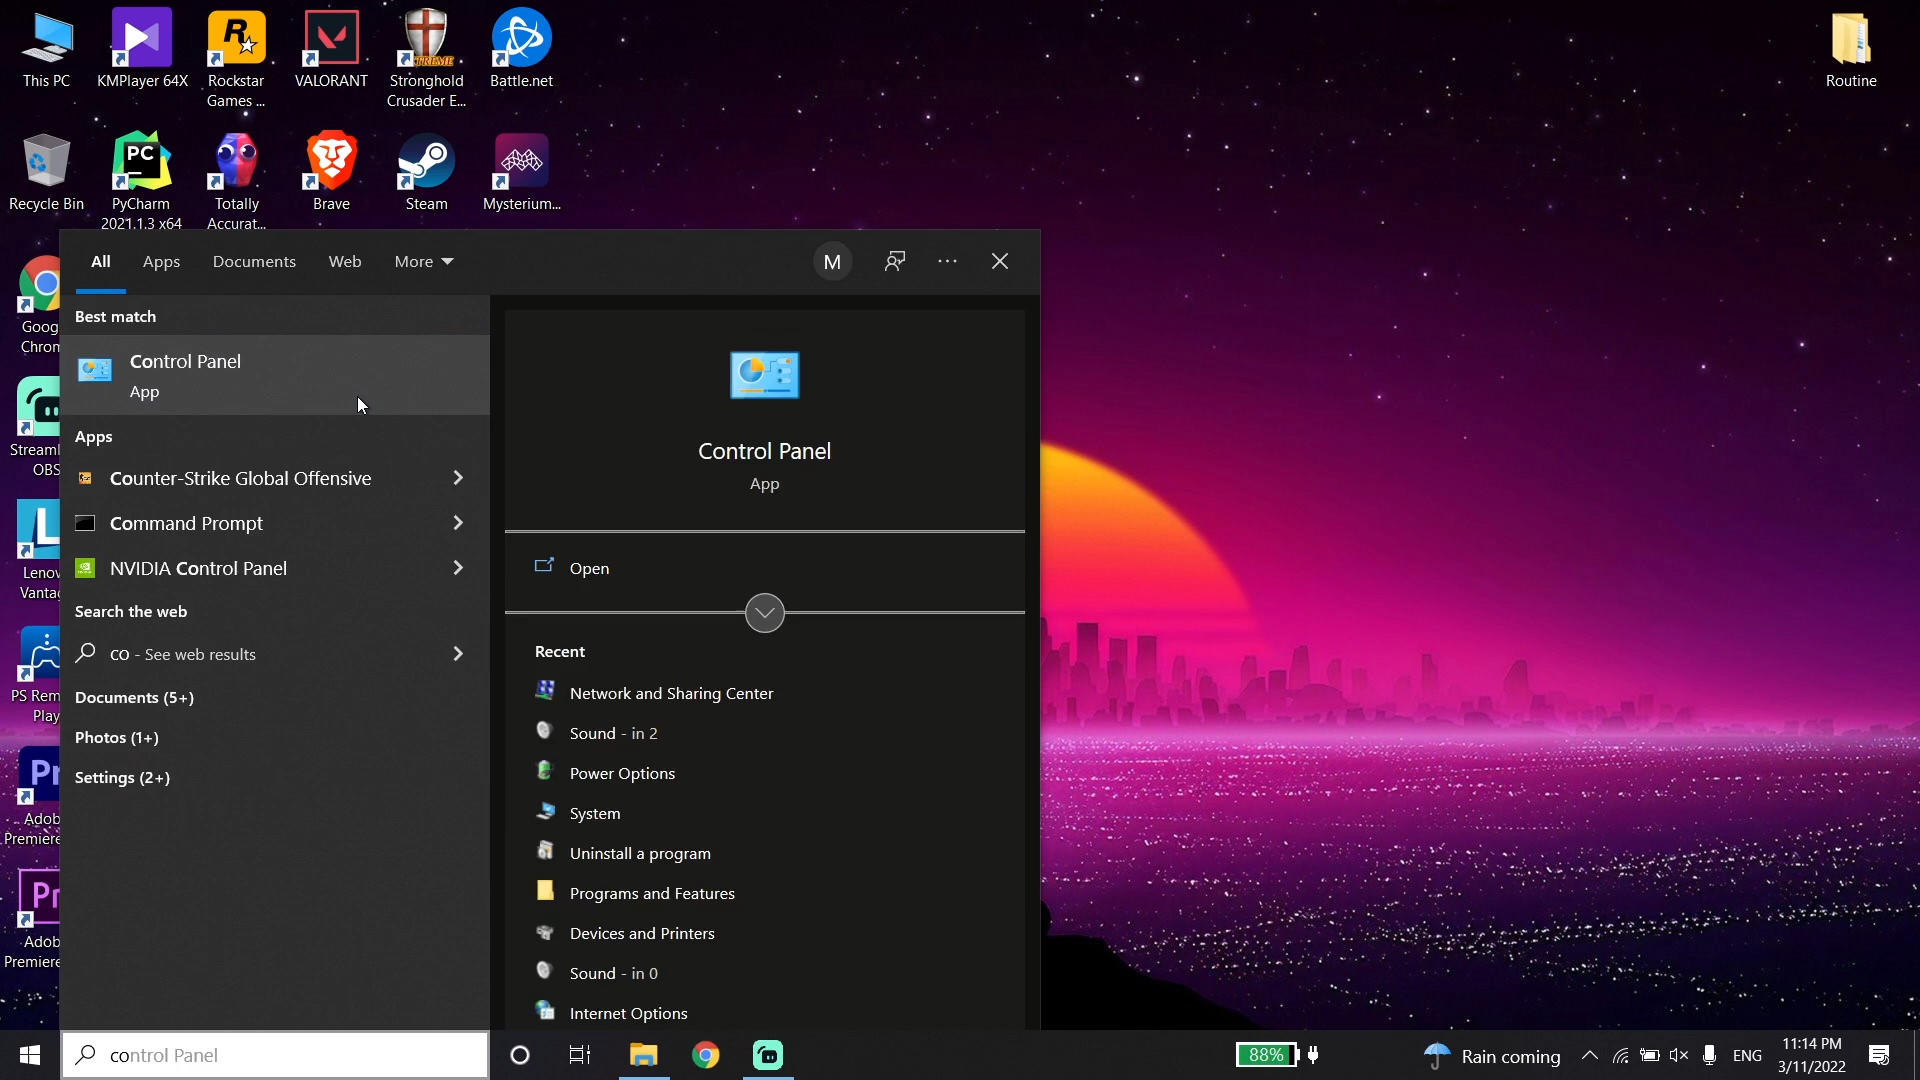 This PC
KMPlayer 64X
Rockstar
Games ...
VALORANT
Stronghold
Crusader E...
Battle.net
Routine
Recycle Bin
PyCharm
2021.1.3 x64
Totally
Accurat...
Brave
Steam
Mysterium...
Goog
Chrom
Streaml
OBS
Lenov
Vantag
PS Rem
Play
Adob
Premiere
Adob
Premiere
All
Apps
Documents
Web
More
M
Best match
Control Panel
App
Apps
Counter-Strike Global Offensive
Command Prompt
NVIDIA Control Panel
Search the web
co - See web results
Documents (5+)
Photos (1+)
Settings (2+)
Control Panel
App
Open
Recent
Network and Sharing Center
Sound - in 2
Power Options
System
Uninstall a program
Programs and Features
Devices and Printers
Sound - in 0
Internet Options
control Panel
88%
Rain coming
ENG
11:14 PM
3/11/2022